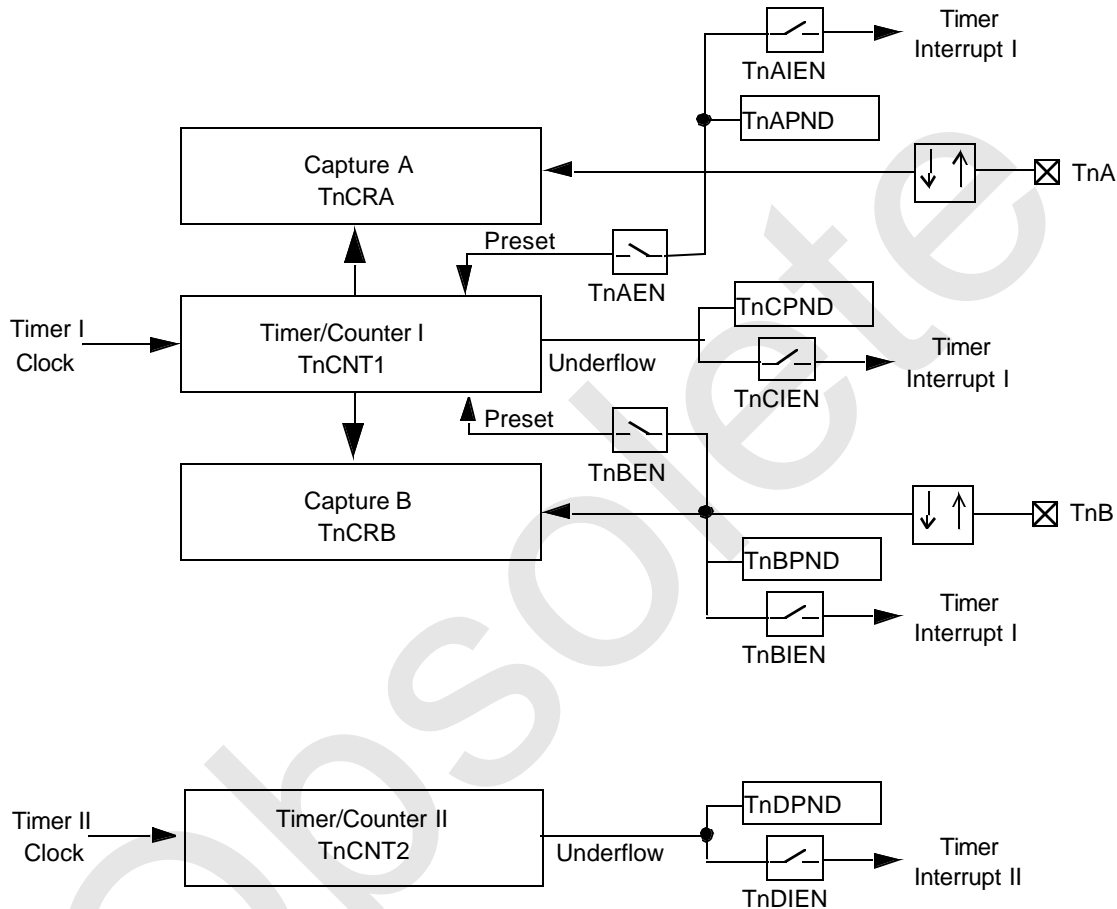 Timer
Interrupt I
TnAIEN
TnAPND
Capture A
TnCRA
TnA
Preset
TnAEN
Timer I
Clock
Timer/Counter I
TnCNT1
Underflow
TnCPND
TnCIEN
Timer
Interrupt I
Preset
TnBEN
Capture B
TnCRB
TnB
TnBPND
TnBIEN
Timer
Interrupt I
Timer II
Clock
Timer/Counter II
TnCNT2
Underflow
TnDPND
TnDIEN
Timer
Interrupt II
Obsolete